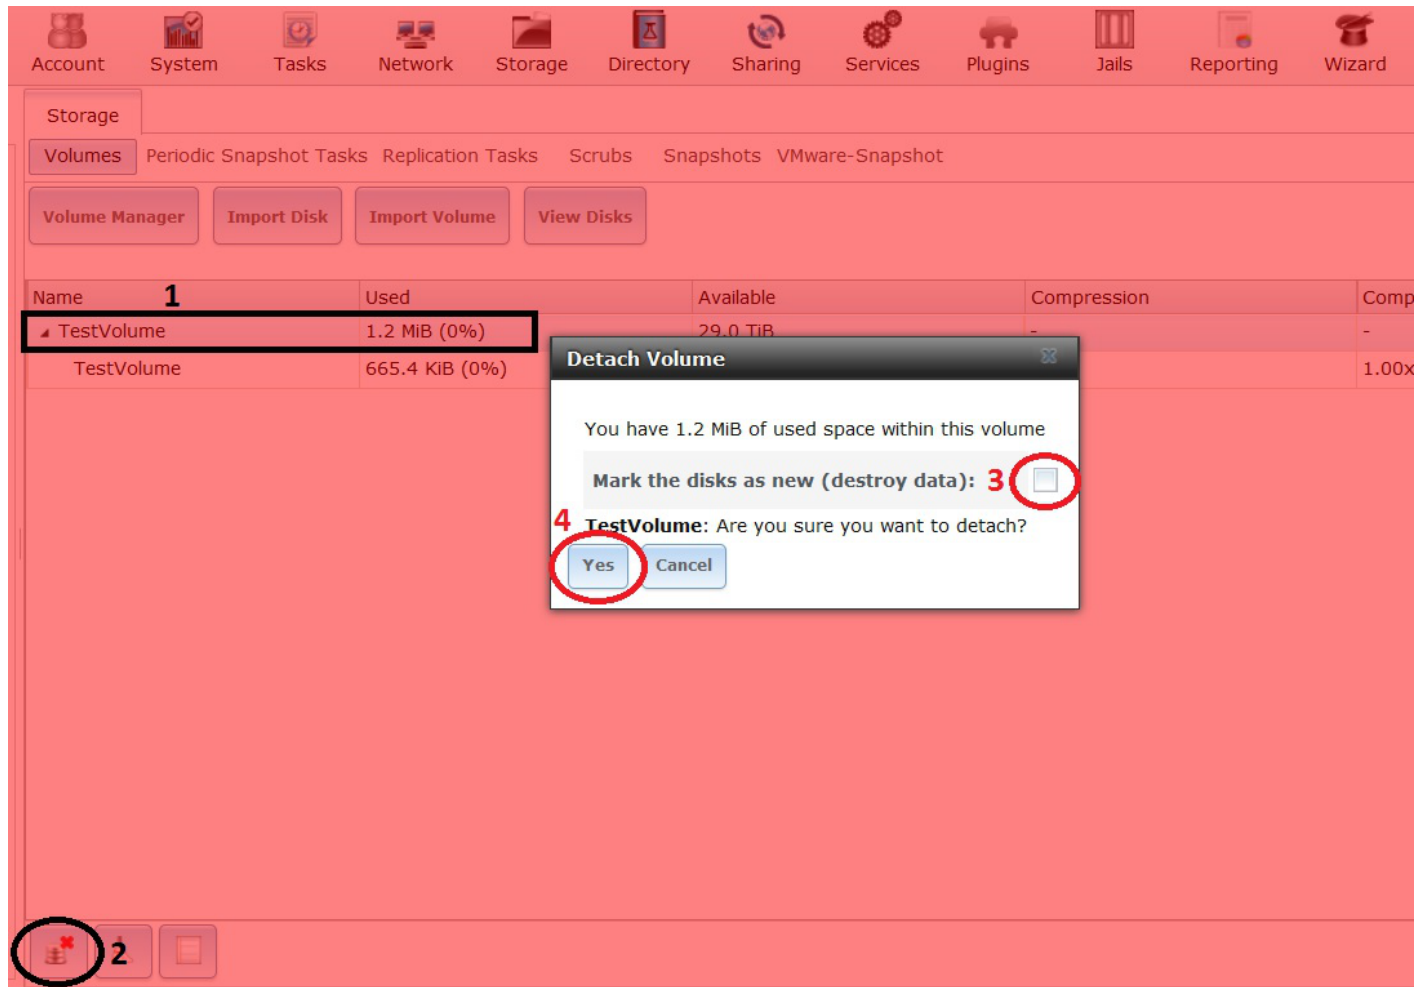 Account System Tasks Network Storage Directory Sharing Services Plugins Jails Reporting Wizard
Storage
Volumes Periodic Snapshot Tasks Replication Tasks Scrubs Snapshots VMware-Snapshot
Volume Manager Import Disk Import Volume View Disks
Name 1 Used Available Compression Comp
TestVolume 1.2 MiB (0%) 29.0 TiB - -
TestVolume 665.4 KiB (0%) 1.00x
Detach Volume
You have 1.2 MiB of used space within this volume
Mark the disks as new (destroy data): 3
4 TestVolume: Are you sure you want to detach?
Yes Cancel
2